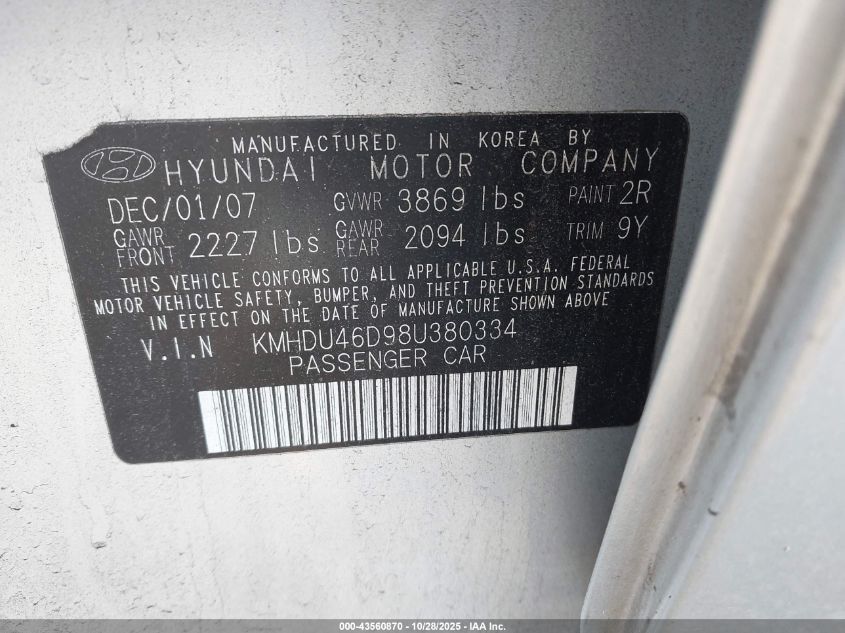 MANUFACTURED IN KOREA BY
HYUNDAI MOTOR COMPANY
DEC/01/07 GVWR 3869 lbs PAINT 2R
GAWR FRONT 2227 lbs GAWR REAR 2094 lbs TRIM 9Y
THIS VEHICLE CONFORMS TO ALL APPLICABLE U.S.A. FEDERAL
MOTOR VEHICLE SAFETY, BUMPER, AND THEFT PREVENTION STANDARDS
IN EFFECT ON THE DATE OF MANUFACTURE SHOWN ABOVE
V.I.N KMHDU46D98U380334
PASSENGER CAR
000-43560870 | 10/28/2025 - IAA Inc.